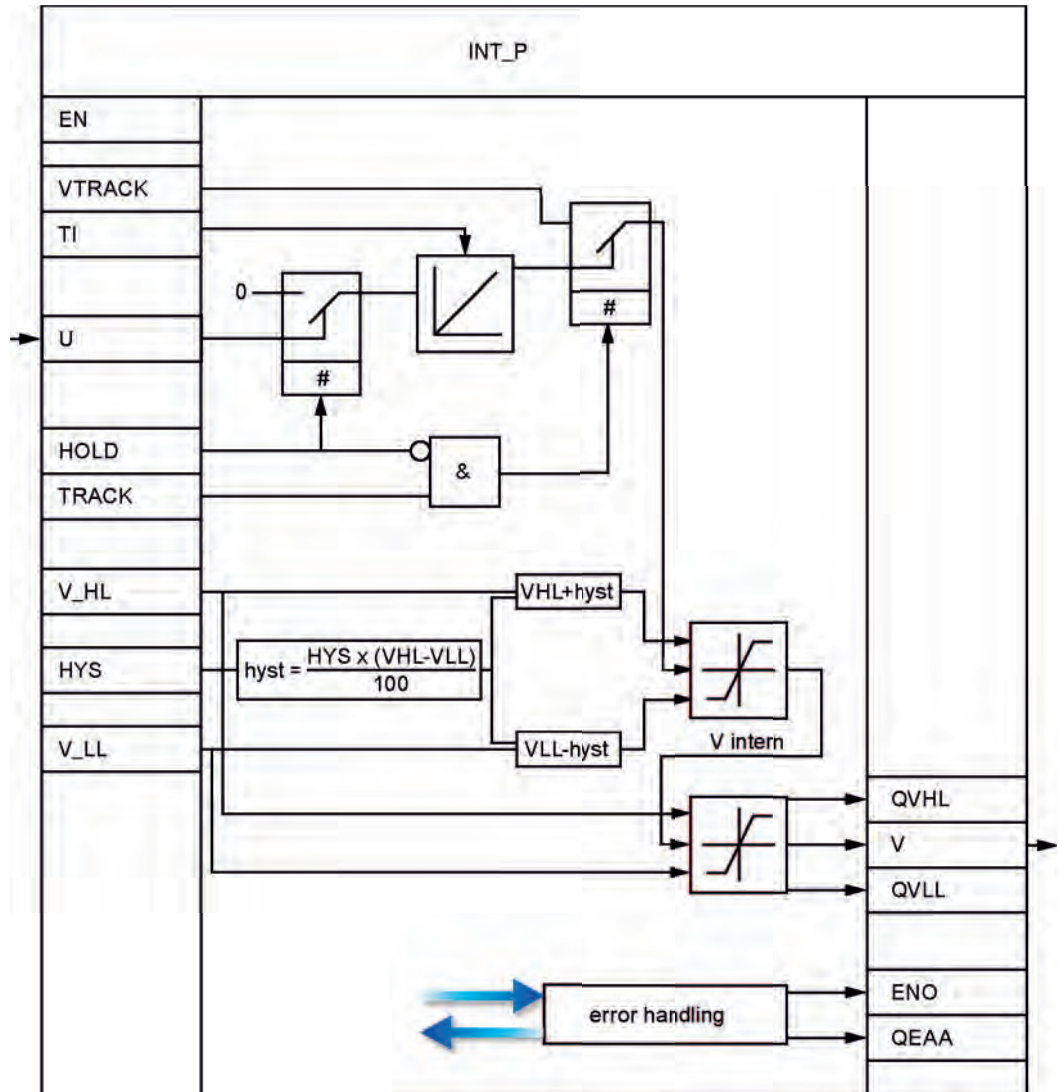 INT_P
EN
VTRACK
TI
0
#
U
#
HOLD
&
TRACK
V_HL
VHL+hyst
HYS
hyst = HYS x (VHL-VLL)
100
V_LL
VLL-hyst
V intern
QVHL
V
QVLL
ENO
error handling
QEAA